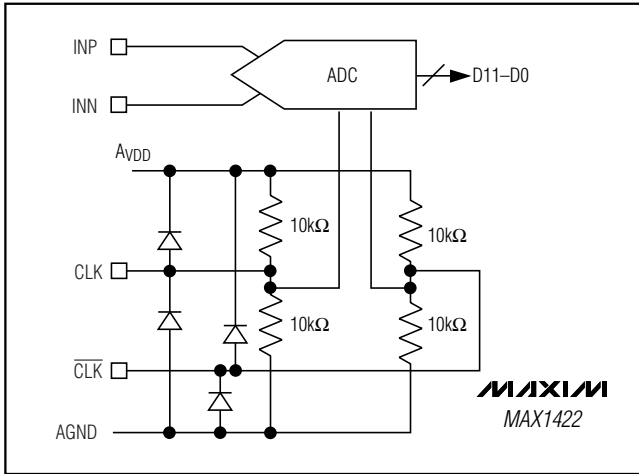 INP
ADC
D11–D0
INN
AVDD
10kΩ
10kΩ
CLK
10kΩ
10kΩ
CLK
MAXIM
MAX1422
AGND